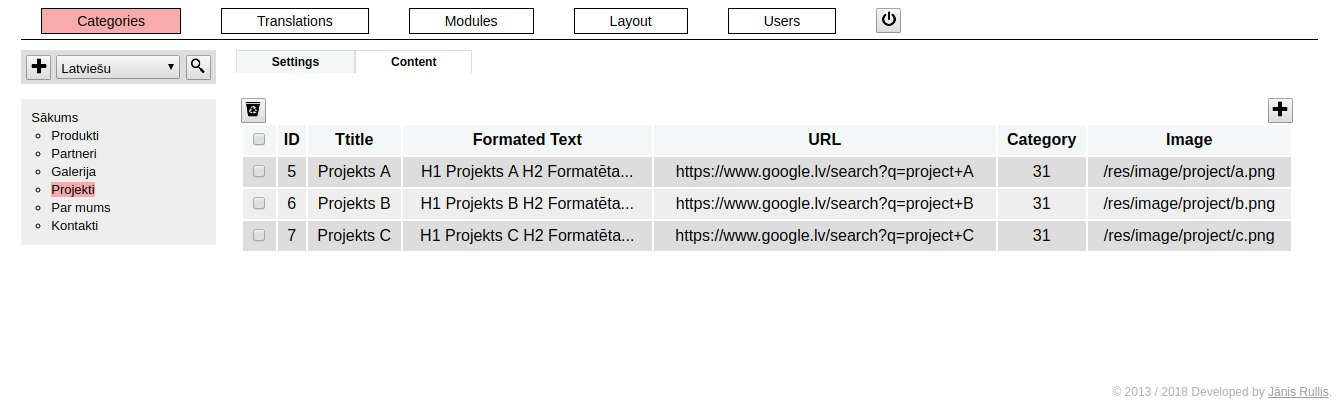 Categories Translations Modules Layout Users
Latviešu
Settings Content
Sākums
Produkti
Partneri
Galerija
Projekti
Par mums
Kontakti
ID Ttitle Formated Text URL Category Image
5 Projekts A H1 Projekts A H2 Formatēta... https://www.google.lv/search?q=project+A 31 /res/image/project/a.png
6 Projekts B H1 Projekts B H2 Formatēta... https://www.google.lv/search?q=project+B 31 /res/image/project/b.png
7 Projekts C H1 Projekts C H2 Formatēta... https://www.google.lv/search?q=project+C 31 /res/image/project/c.png
© 2013 / 2018 Developed by Jānis Rullis.